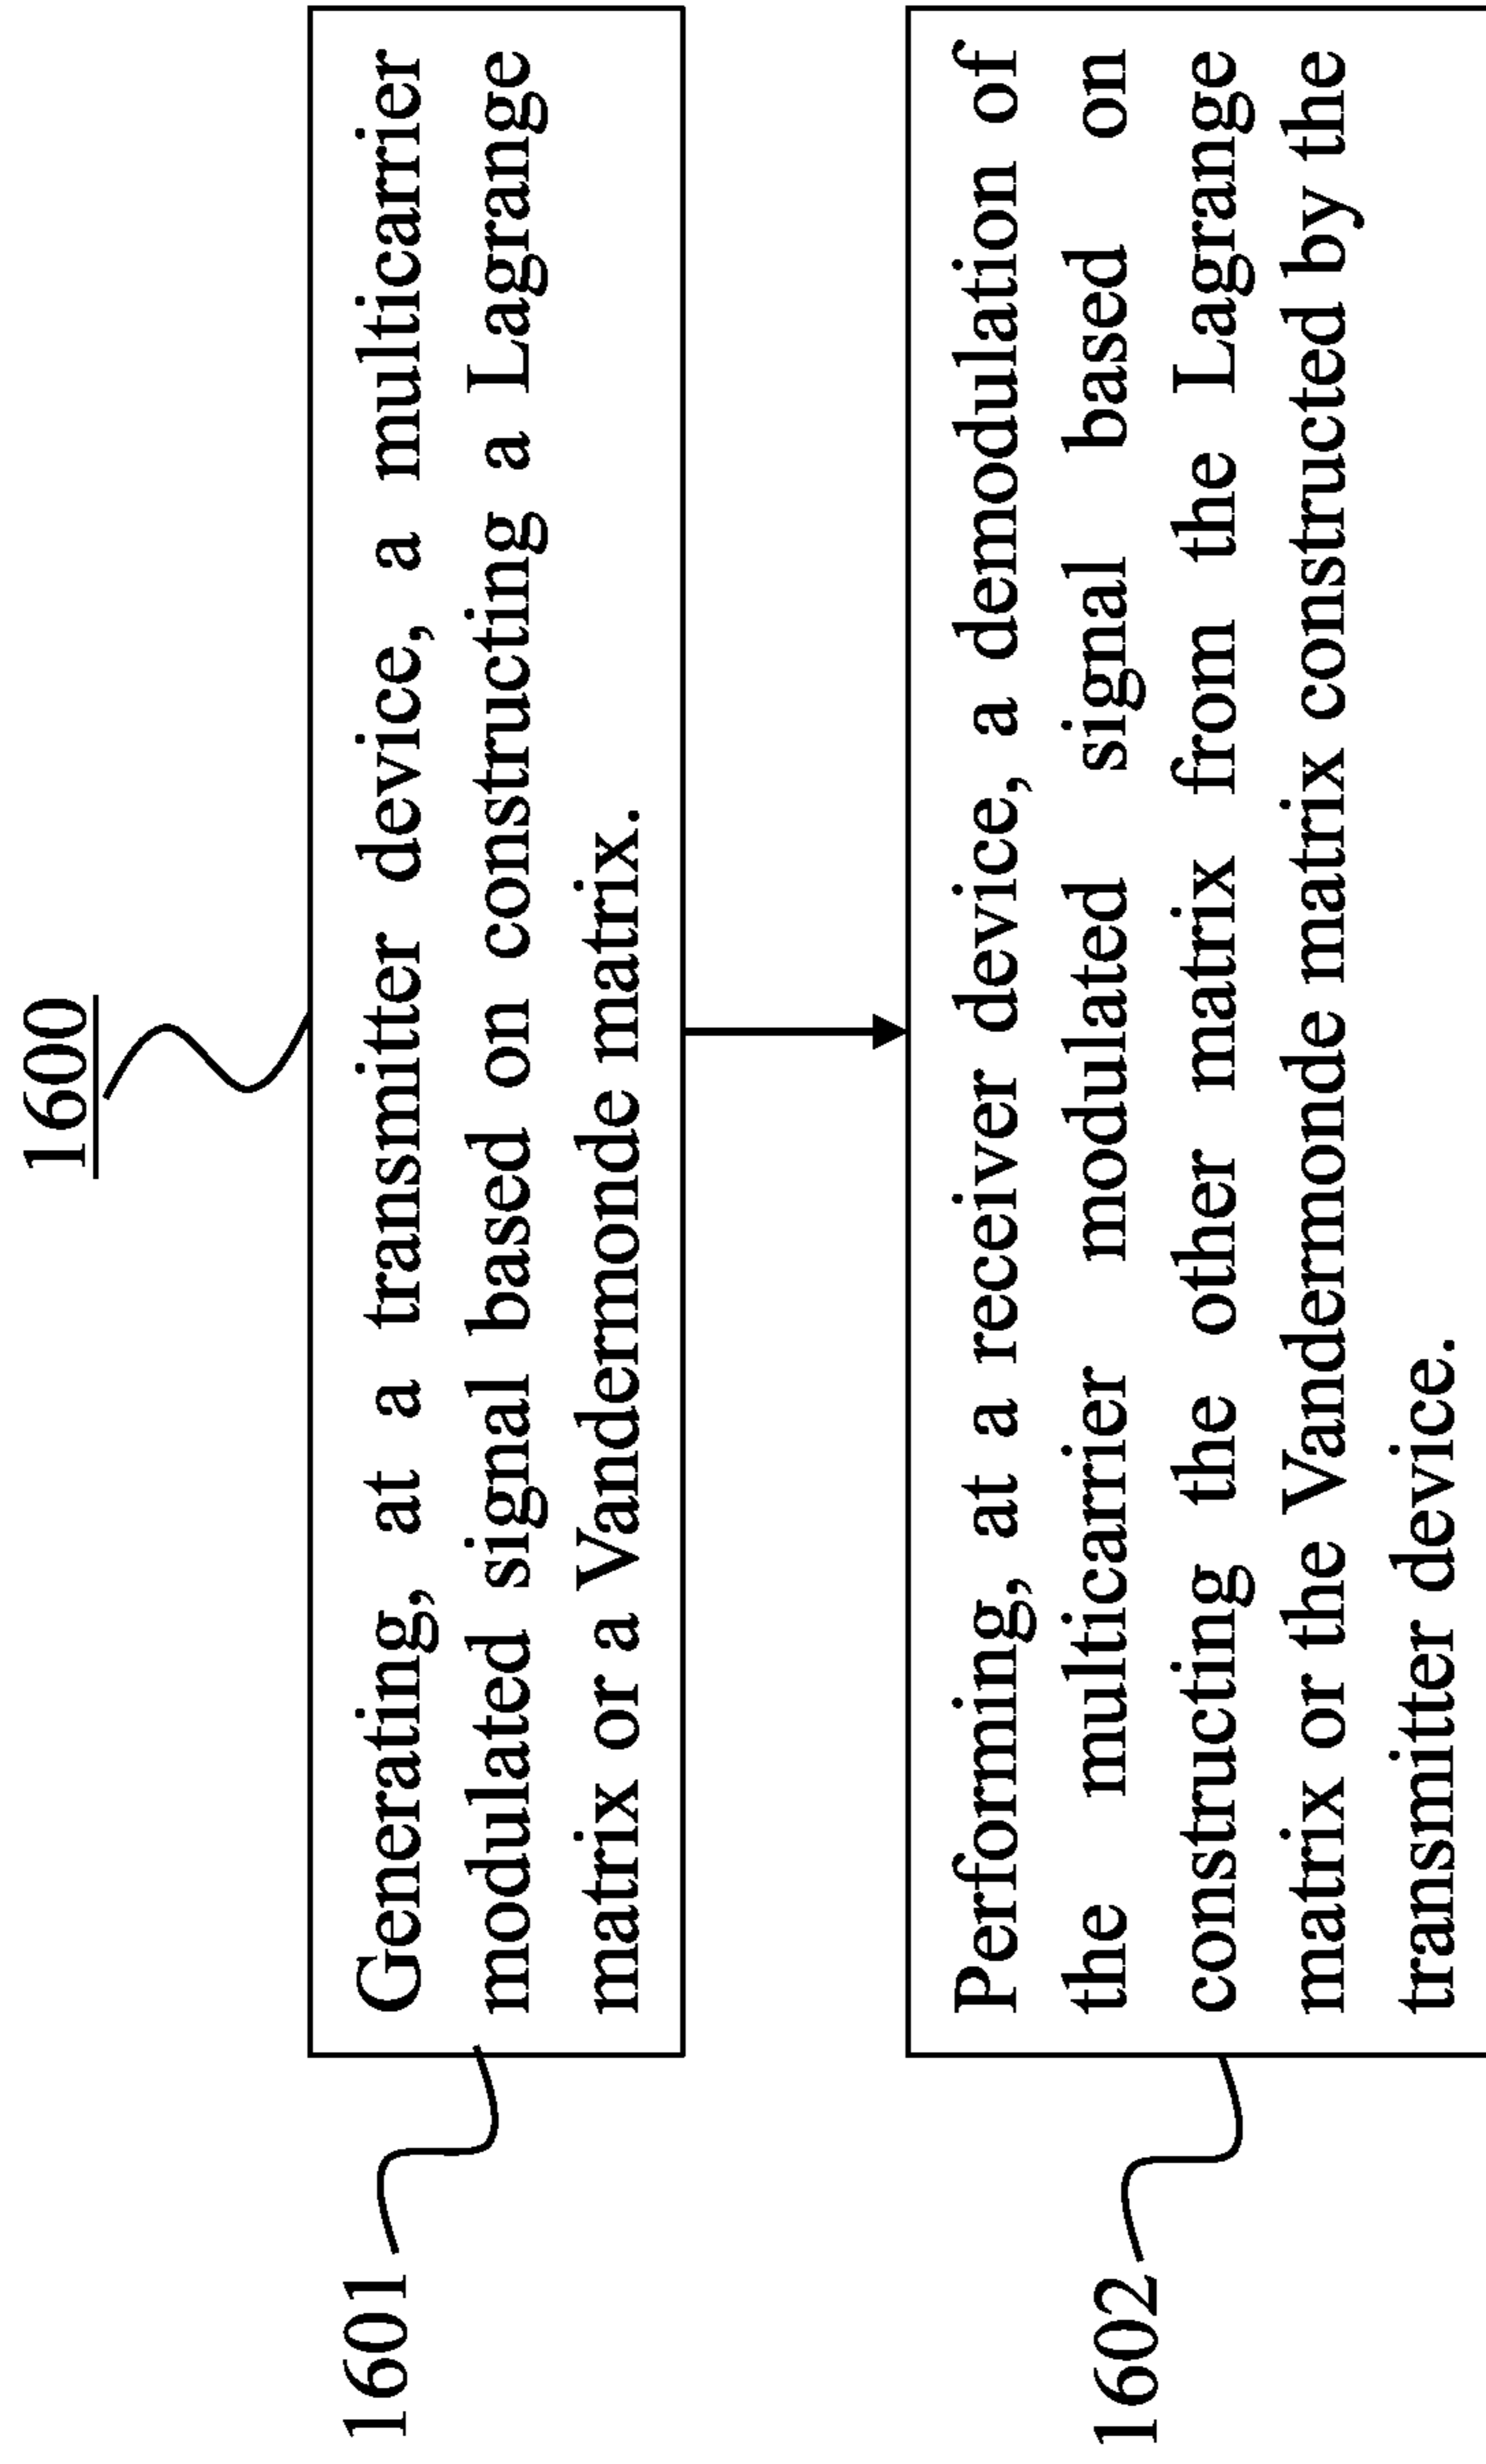 1600
1601
Generating, at a transmitter device, a multicarrier
modulated signal based on constructing a Lagrange
matrix or a Vandermonde matrix.
1602
Performing, at a receiver device, a demodulation of
the multicarrier modulated signal based on
constructing the other matrix from the Lagrange
matrix or the Vandermonde matrix constructed by the
transmitter device.